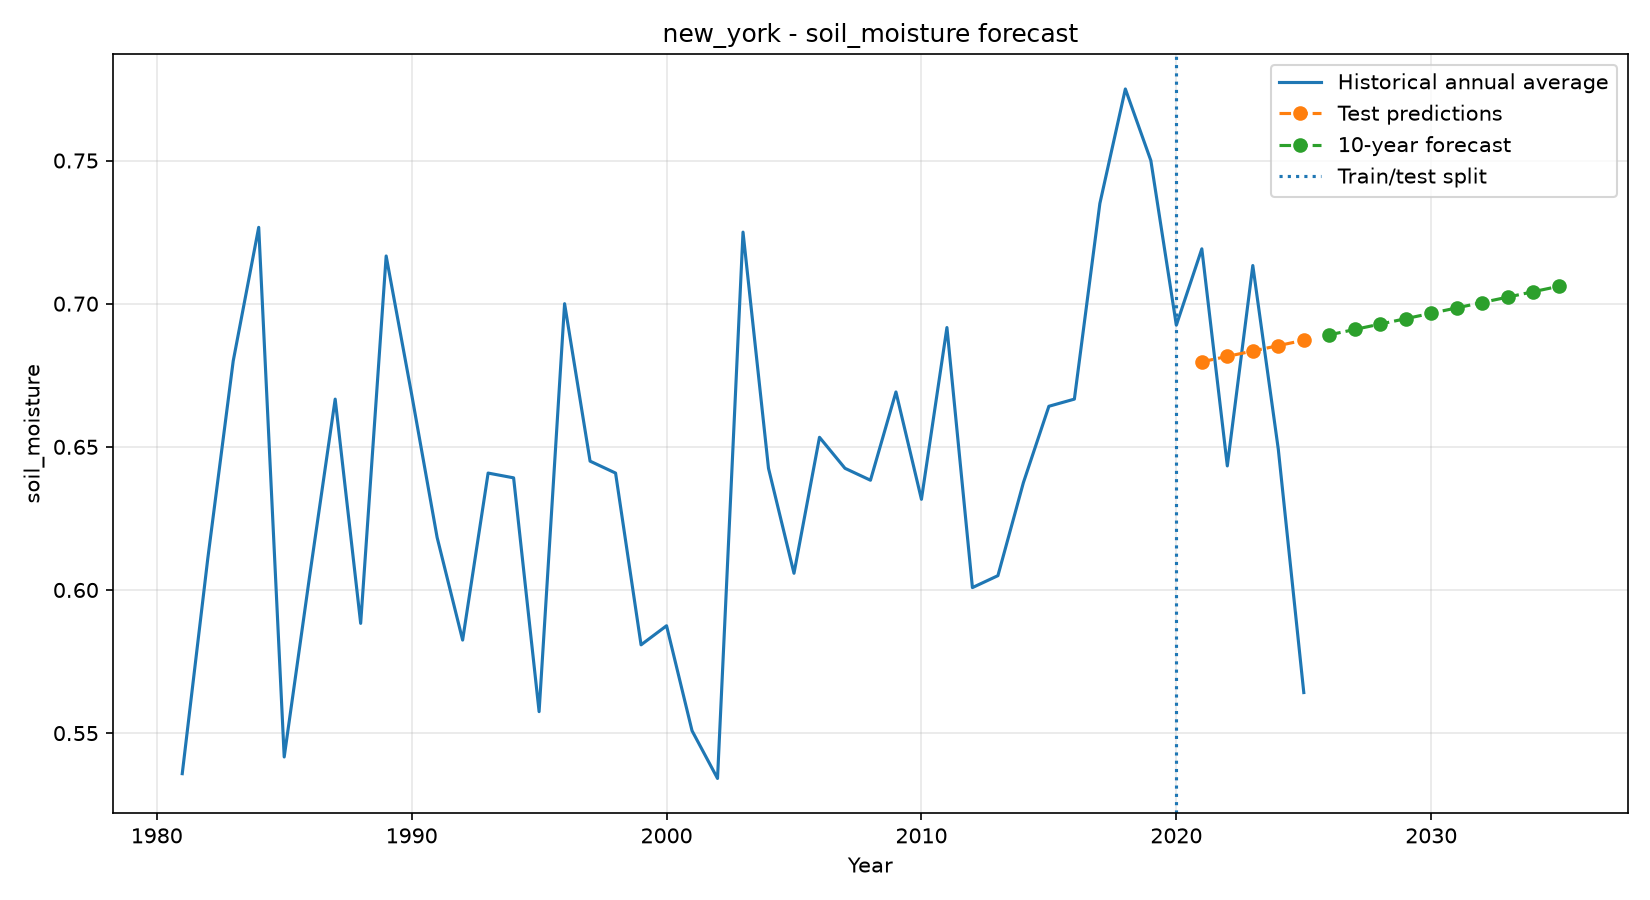 new_york - soil_moisture forecast
Historical annual average
Test predictions
10-year forecast
Train/test split
0.75
0.70
0.65
0.60
0.55
soil_moisture
1980
1990
2000
2010
2020
2030
Year